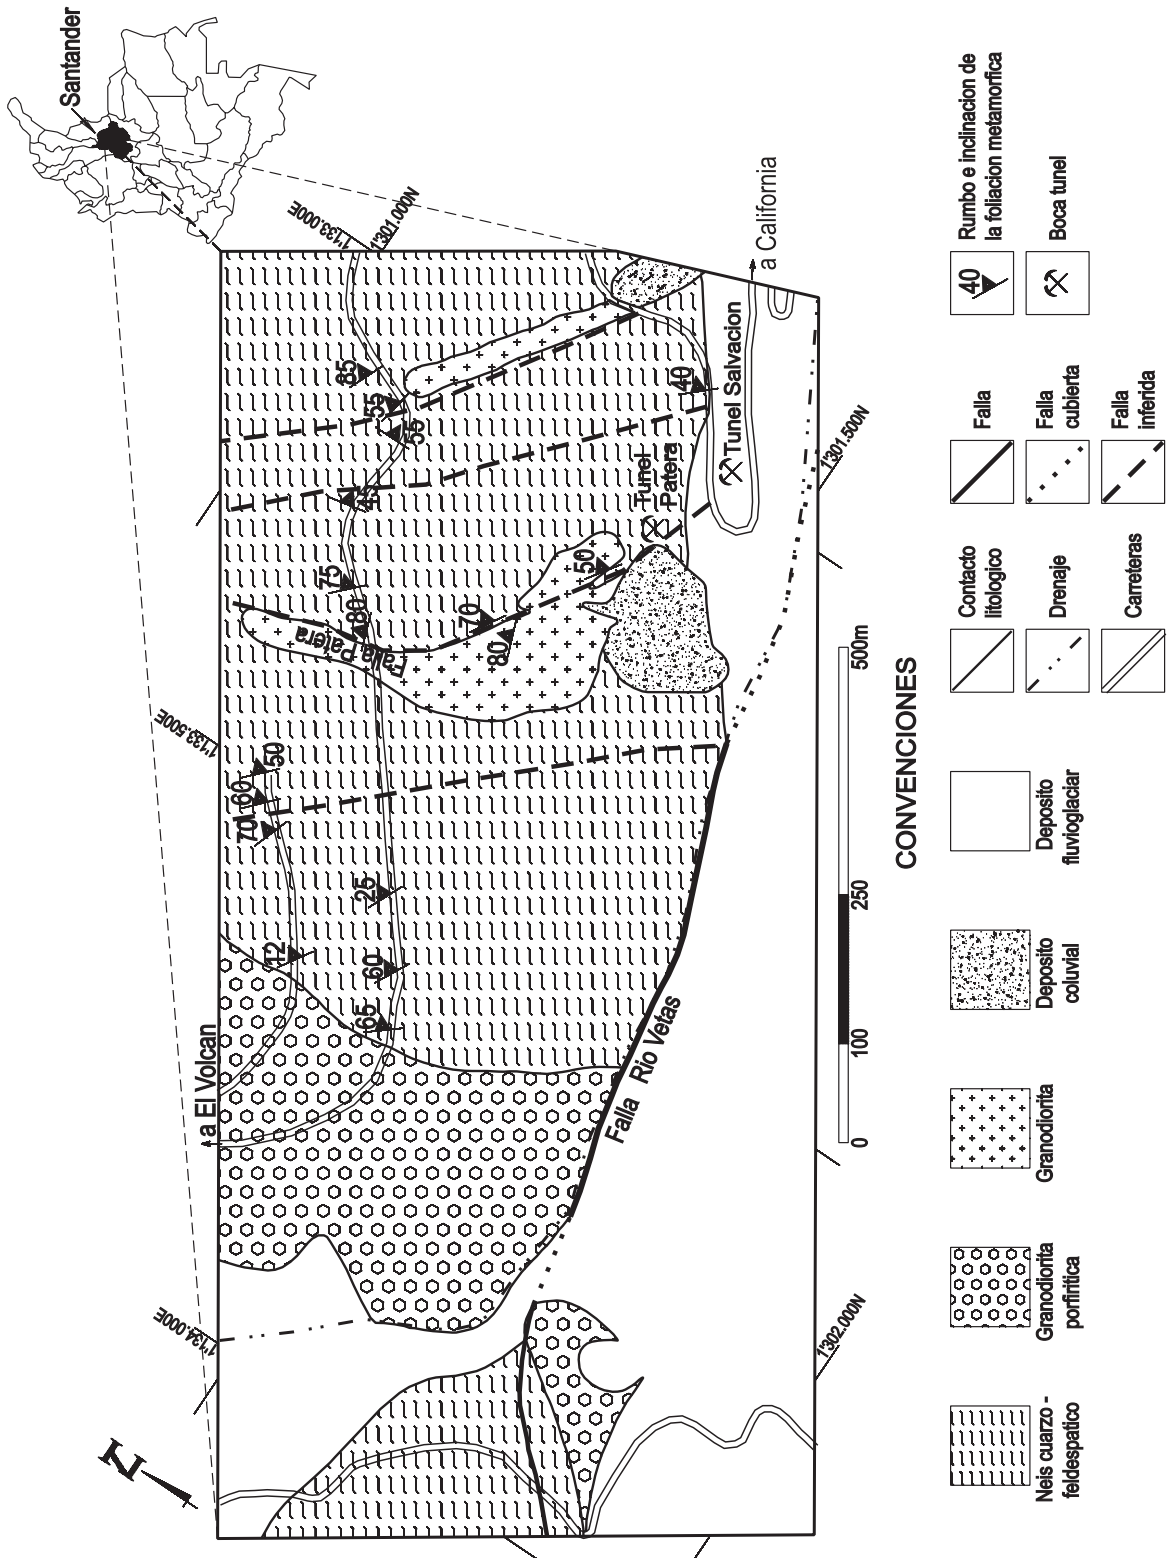 Santander
1'133.000E
1'301.000N
a California
85
55
55
45
40
Tunel Salvacion
Tunel
Patera
1'301.500N
75
80
Falla Patera
70
80
50
1'133.500E
50
60
70
25
12
60
65
a El Volcan
Falla Rio Vetas
1'134.000E
1'302.000N
N
0
100
250
500m
CONVENCIONES
Neis cuarzo -
feldespatico
Granodiorita
porfiritica
Granodiorita
Deposito
coluvial
Deposito
fluvioglaciar
Contacto
litologico
Drenaje
Carreteras
Falla
Falla
cubierta
Falla
inferida
40
Rumbo e inclinacion de
la foliacion metamorfica
Boca tunel